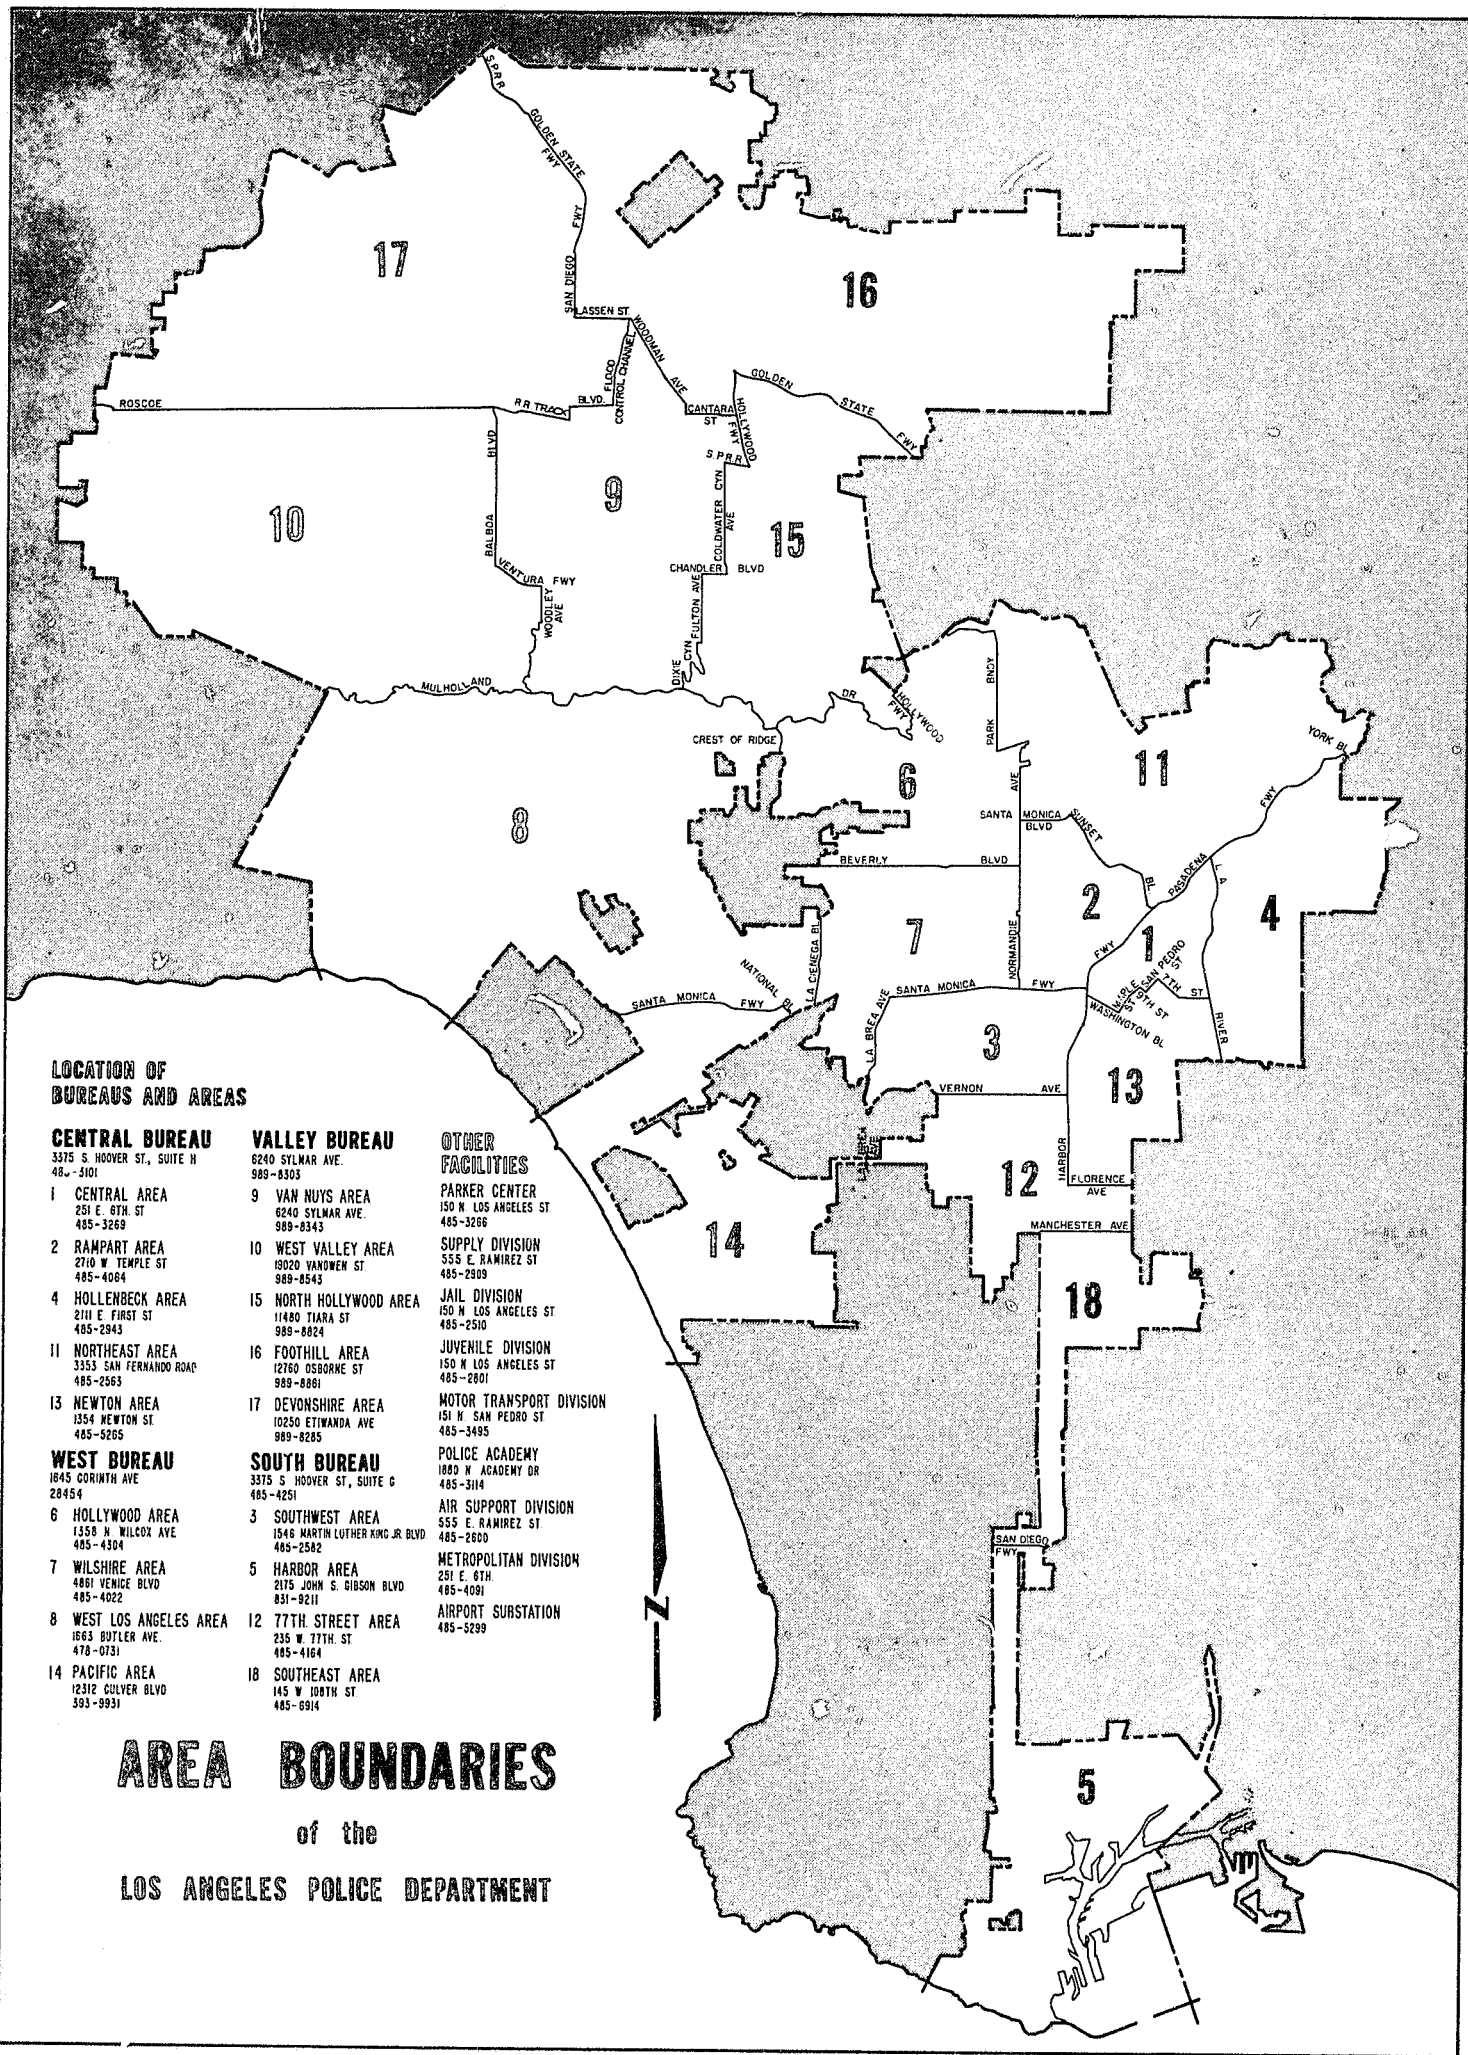 S.P.R.R.
GOLDEN STATE
FWY
FWY
SAN DIEGO
17
16
LASSEN ST.
WOODMAN AVE
FLOOD
CONTROL CHANNEL
ROSCOE
R R TRACK
BLVD.
CANTARA
ST
GOLDEN
STATE
FWY
HOLLYWOOD
FWY
S.P.R.R.
BLVD
BALBOA
9
10
15
COLDWATER CYN
AVE
CHANDLER BLVD
VENTURA FWY
WOODLEY
AVE
FULTON AVE
DIXIE
CYN
MULHOLLAND
DR
HOLLYWOOD
FWY
BNDY
PARK
CREST OF RIDGE
YORK BL
11
6
8
AVE
SANTA MONICA
BLVD
SUNSET
BL.
FWY
PASADENA
BEVERLY BLVD
L A
2
4
7
1
NORMANDIE
FWY
LA CIENEGA BL
NATIONAL BL
SAN PEDRO
ST
7TH ST
MAPLE
ST
9TH ST
WASHINGTON BL
SANTA MONICA FWY
SANTA MONICA FWY
LA BREA AVE
RIVER
3
13
VERNON AVE
HARBOR
LA BREA
AVE
12
FLORENCE
AVE
MANCHESTER AVE
14
18
SAN DIEGO
FWY
5
N
LOCATION OF
BUREAUS AND AREAS
CENTRAL BUREAU
3375 S. HOOVER ST., SUITE H
1 CENTRAL AREA
251 E. 6TH. ST
485-3269
2 RAMPART AREA
2710 W. TEMPLE ST
485-4064
4 HOLLENBECK AREA
2111 E. FIRST ST
485-2943
11 NORTHEAST AREA
3353 SAN FERNANDO ROAD
485-2563
13 NEWTON AREA
1354 NEWTON ST.
485-5265
WEST BUREAU
1645 CORINTH AVE
28454
6 HOLLYWOOD AREA
1358 N. WILCOX AVE
485-4304
7 WILSHIRE AREA
4861 VENICE BLVD
485-4022
8 WEST LOS ANGELES AREA
1663 BUTLER AVE.
478-0731
14 PACIFIC AREA
12312 CULVER BLVD
393-9931
VALLEY BUREAU
6240 SYLMAR AVE.
989-8303
9 VAN NUYS AREA
6240 SYLMAR AVE.
989-8343
10 WEST VALLEY AREA
19020 VANOWEN ST.
989-8543
15 NORTH HOLLYWOOD AREA
11480 TIARA ST
989-8824
16 FOOTHILL AREA
12760 OSBORNE ST
989-8861
17 DEVONSHIRE AREA
10250 ETIWANDA AVE
989-8285
SOUTH BUREAU
3375 S. HOOVER ST, SUITE G
485-4251
3 SOUTHWEST AREA
1546 MARTIN LUTHER KING JR. BLVD
485-2582
5 HARBOR AREA
2175 JOHN S. GIBSON BLVD
831-9211
12 77TH. STREET AREA
235 W. 77TH. ST
485-4164
18 SOUTHEAST AREA
145 W 108TH ST
485-6914
OTHER
FACILITIES
PARKER CENTER
150 N. LOS ANGELES ST
485-3266
SUPPLY DIVISION
555 E. RAMIREZ ST
485-2909
JAIL DIVISION
150 N LOS ANGELES ST
485-2510
JUVENILE DIVISION
150 N LOS ANGELES ST
485-2801
MOTOR TRANSPORT DIVISION
151 N. SAN PEDRO ST
485-3495
POLICE ACADEMY
1880 N ACADEMY DR
485-3114
AIR SUPPORT DIVISION
555 E. RAMIREZ ST
485-2600
METROPOLITAN DIVISION
251 E. 6TH.
485-4091
AIRPORT SUBSTATION
485-5299
AREA BOUNDARIES
of the
LOS ANGELES POLICE DEPARTMENT